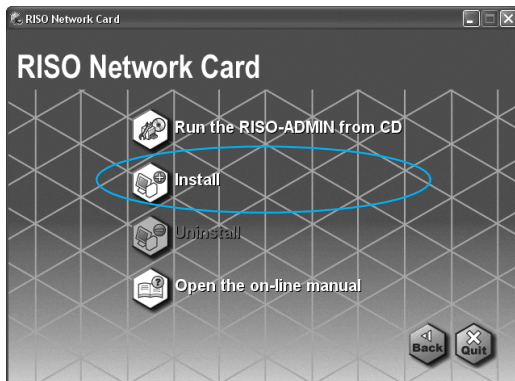 RISO Network Card
RISO Network Card
Run the RISO-ADMIN from CD
Install
Uninstall
Open the on-line manual
Back
Quit